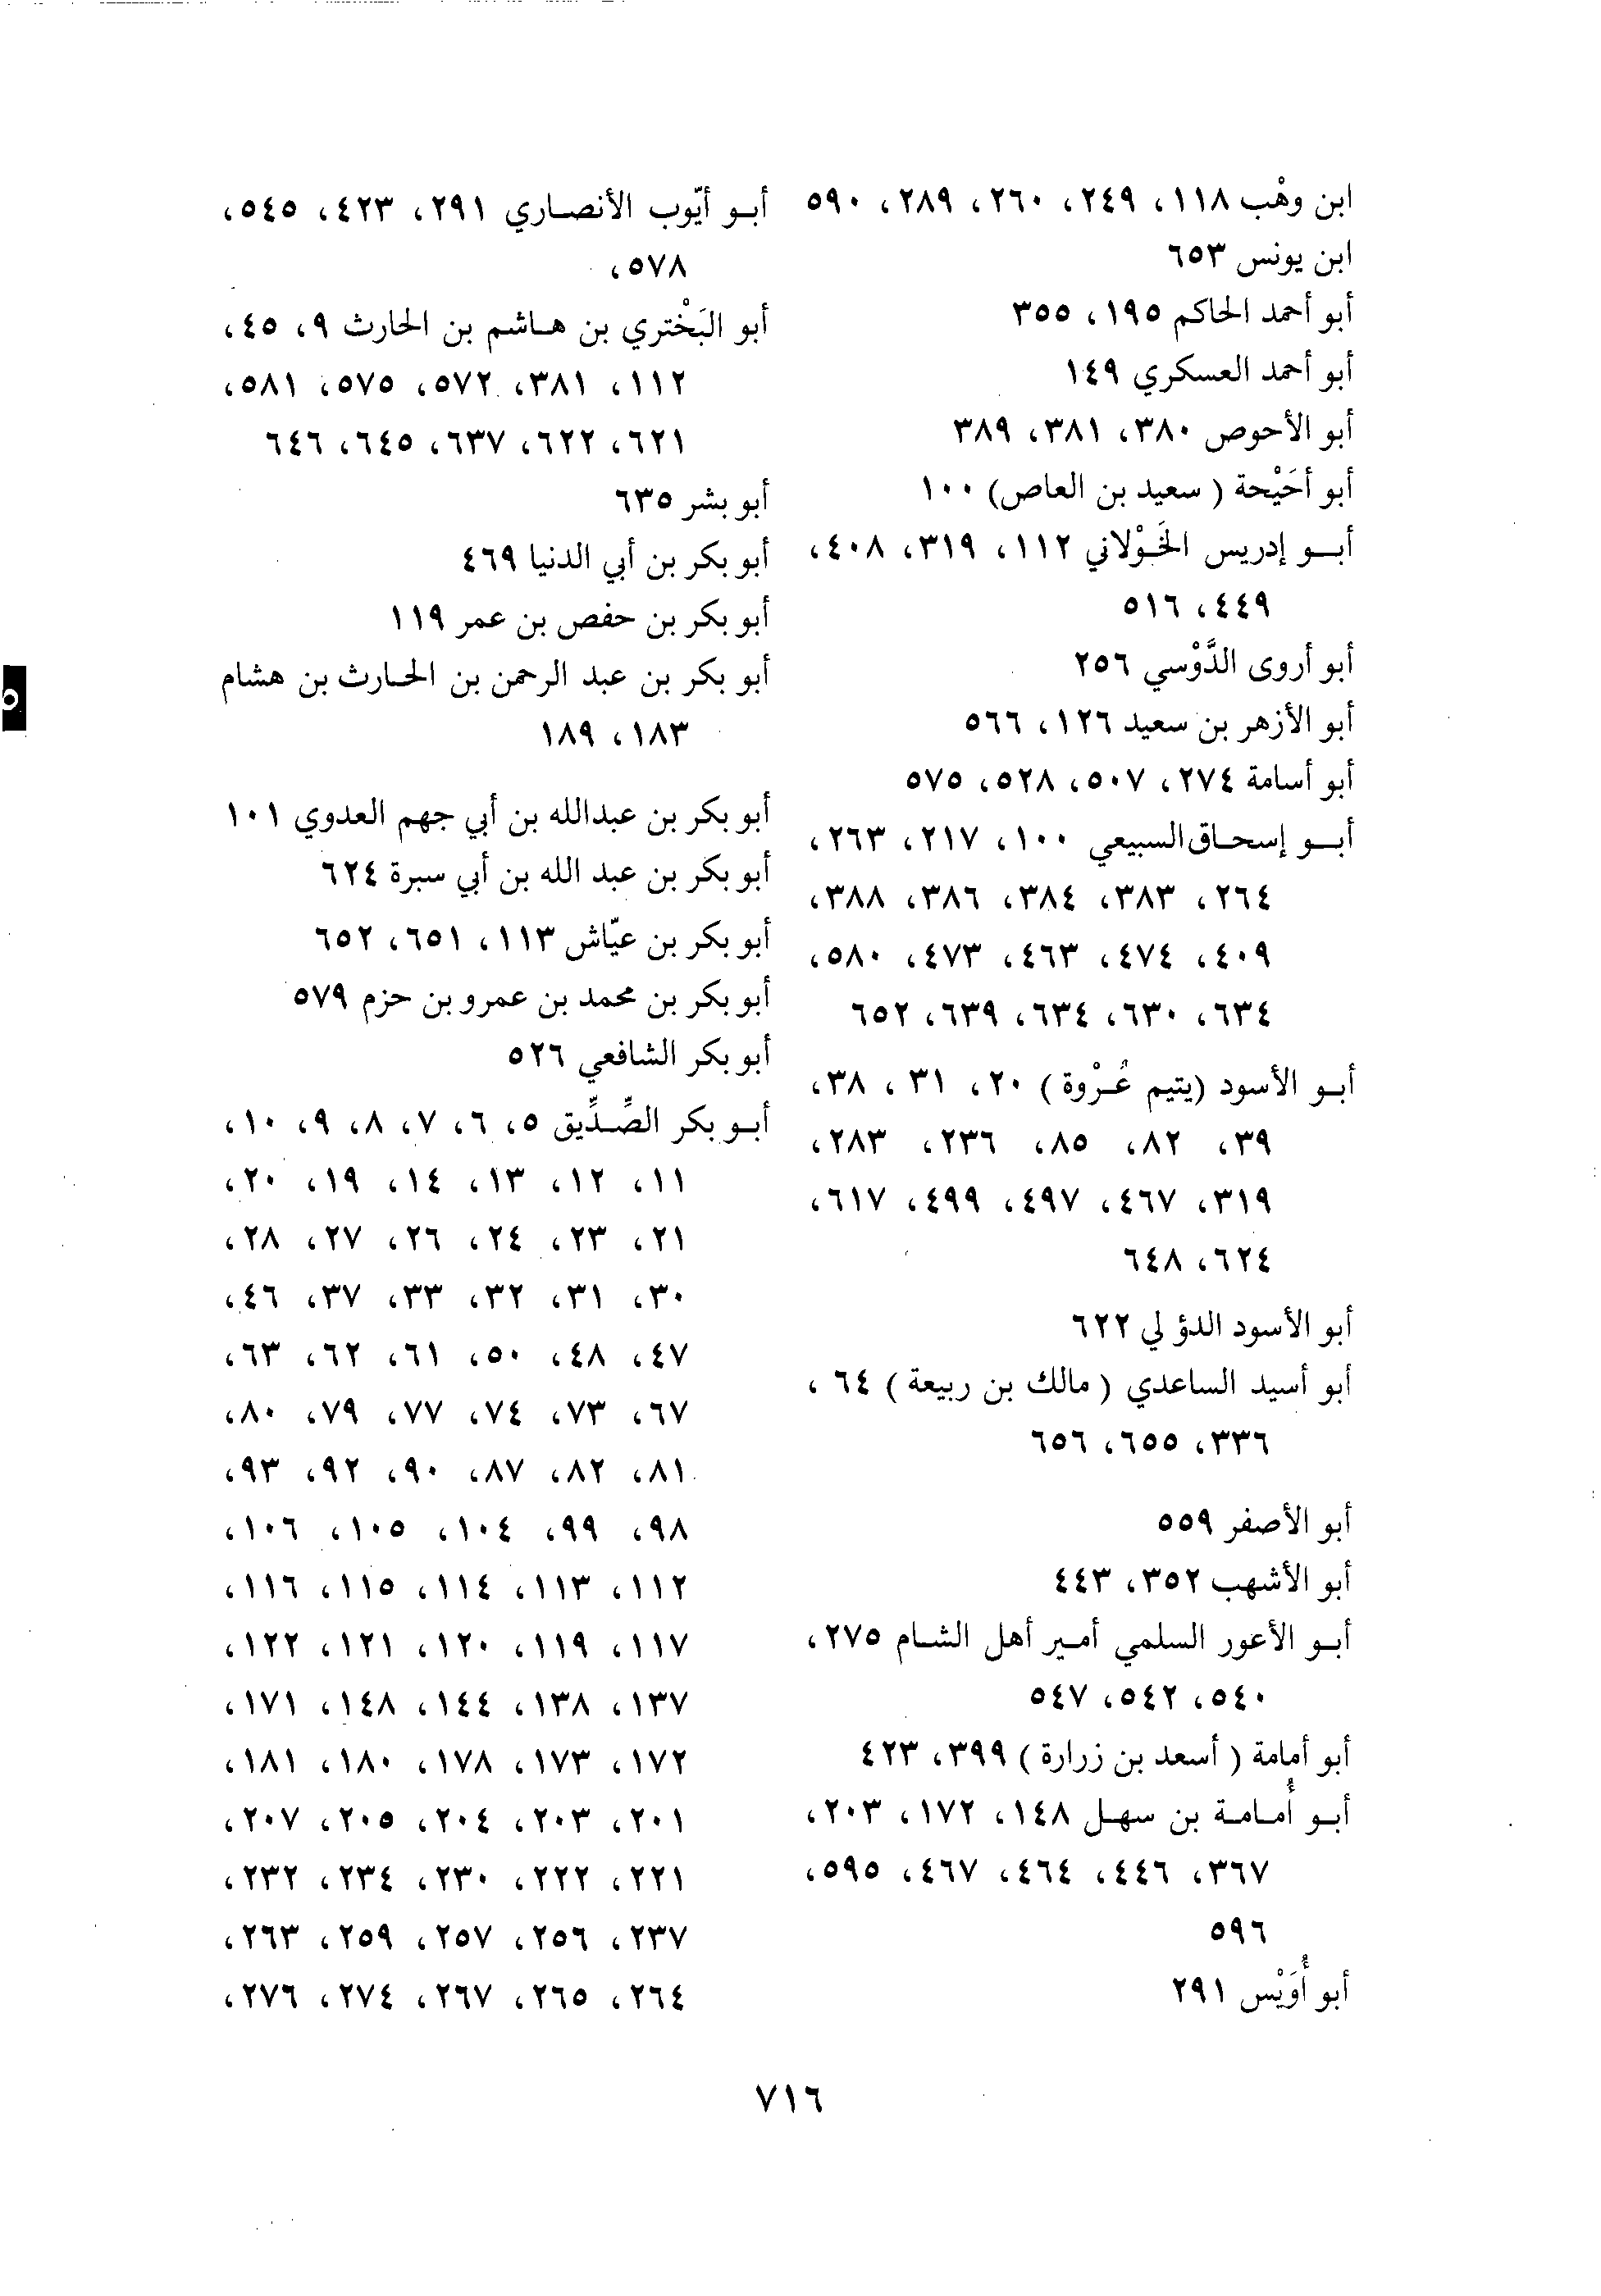 ابن وهْب ١١٨، ٢٤٩، ٢٦٠، ٢٨٩، ٥٩٠
ابن يونس ٦٥٣
أبو أحمد الحاكم ١٩٥، ٣٥٥
أبو أحمد العسكري ١٤٩
أبو الأحوص ٣٨٠، ٣٨١، ٣٨٩
أبو أحَيْحة ( سعيد بن العاص) ١٠٠
أبو إدريس الخَوْلاني ١١٢، ٣١٩، ٤٠٨،
٤٤٩، ٥١٦
أبو أروى الدَّوْسي ٢٥٦
أبو الأزهر بن سعيد ١٢٦، ٥٦٦
أبو أسامة ٢٧٤، ٥٠٧، ٥٢٨، ٥٧٥
أبو إسحاق السبيعي ١٠٠، ٢١٧، ٢٦٣،
٢٦٤، ٣٨٣، ٣٨٤، ٣٨٦، ٣٨٨،
٤٠٩، ٤٧٤، ٤٦٣، ٤٧٣، ٥٨٠،
٦٣٤، ٦٣٠، ٦٣٤، ٦٣٩، ٦٥٢
أبو الأسود (يتيم عُرْوة ) ٢٠، ٣١ ، ٣٨،
٣٩، ٨٢، ٨٥، ٢٣٦، ٢٨٣،
٣١٩، ٤٦٧، ٤٩٧، ٤٩٩، ٦١٧،
٦٢٤، ٦٤٨
أبو الأسود الدؤلي ٦٢٢
أبو أسيد الساعدي ( مالك بن ربيعة ) ٦٤ ،
٣٣٦، ٦٥٥، ٦٥٦
أبو الأصفر ٥٥٩
أبو الأشهب ٣٥٢، ٤٤٣
أبو الأعور السلمي أمير أهل الشام ٢٧٥،
٥٤٠، ٥٤٢، ٥٤٧
أبو أمامة ( أسعد بن زرارة ) ٣٩٩، ٤٢٣
أبو أُمامة بن سهل ١٤٨، ١٧٢، ٢٠٣،
٣٦٧، ٤٤٦، ٤٦٤، ٤٦٧، ٥٩٥،
٥٩٦
أبو أُوَيْس ٢٩١
أبو أيّوب الأنصاري ٢٩١، ٤٢٣، ٥٤٥،
٥٧٨،
أبو البَخْتري بن هاشم بن الحارث ٩، ٤٥،
١١٢، ٣٨١، ٥٧٢، ٥٧٥، ٥٨١،
٦٢١، ٦٢٢، ٦٣٧، ٦٤٥، ٦٤٦
أبو بشر ٦٣٥
أبو بكر بن أبي الدنيا ٤٦٩
أبو بكر بن حفص بن عمر ١١٩
أبو بكر بن عبد الرحمن بن الحارث بن هشام
١٨٣، ١٨٩
أبو بكر بن عبدالله بن أبي جهم العدوي ١٠١
أبو بكر بن عبد الله بن أبي سبرة ٦٢٤
أبو بكر بن عيّاش ١١٣، ٦٥١، ٦٥٢
أبو بكر بن محمد بن عمرو بن حزم ٥٧٩
أبو بكر الشافعي ٥٢٦
أبو بكر الصِّدِّيق ٥، ٦، ٧، ٨، ٩، ١٠،
١١، ١٢، ١٣، ١٤، ١٩، ٢٠،
٢١، ٢٣، ٢٤، ٢٦، ٢٧، ٢٨،
٣٠، ٣١، ٣٢، ٣٣، ٣٧، ٤٦،
٤٧، ٤٨، ٥٠، ٦١، ٦٢، ٦٣،
٦٧، ٧٣، ٧٤، ٧٧، ٧٩، ٨٠،
٨١، ٨٢، ٨٧، ٩٠، ٩٢، ٩٣،
٩٨، ٩٩، ١٠٤، ١٠٥، ١٠٦،
١١٢، ١١٣، ١١٤، ١١٥، ١١٦،
١١٧، ١١٩، ١٢٠، ١٢١، ١٢٢،
١٣٧، ١٣٨، ١٤٤، ١٤٨، ١٧١،
١٧٢، ١٧٣، ١٧٨، ١٨٠، ١٨١،
٢٠١، ٢٠٣، ٢٠٤، ٢٠٥، ٢٠٧،
٢٢١، ٢٢٢، ٢٣٠، ٢٣٤، ٢٣٢،
٢٣٧، ٢٥٦، ٢٥٧، ٢٥٩، ٢٦٣،
٢٦٤، ٢٦٥، ٢٦٧، ٢٧٤، ٢٧٦،
٧١٦